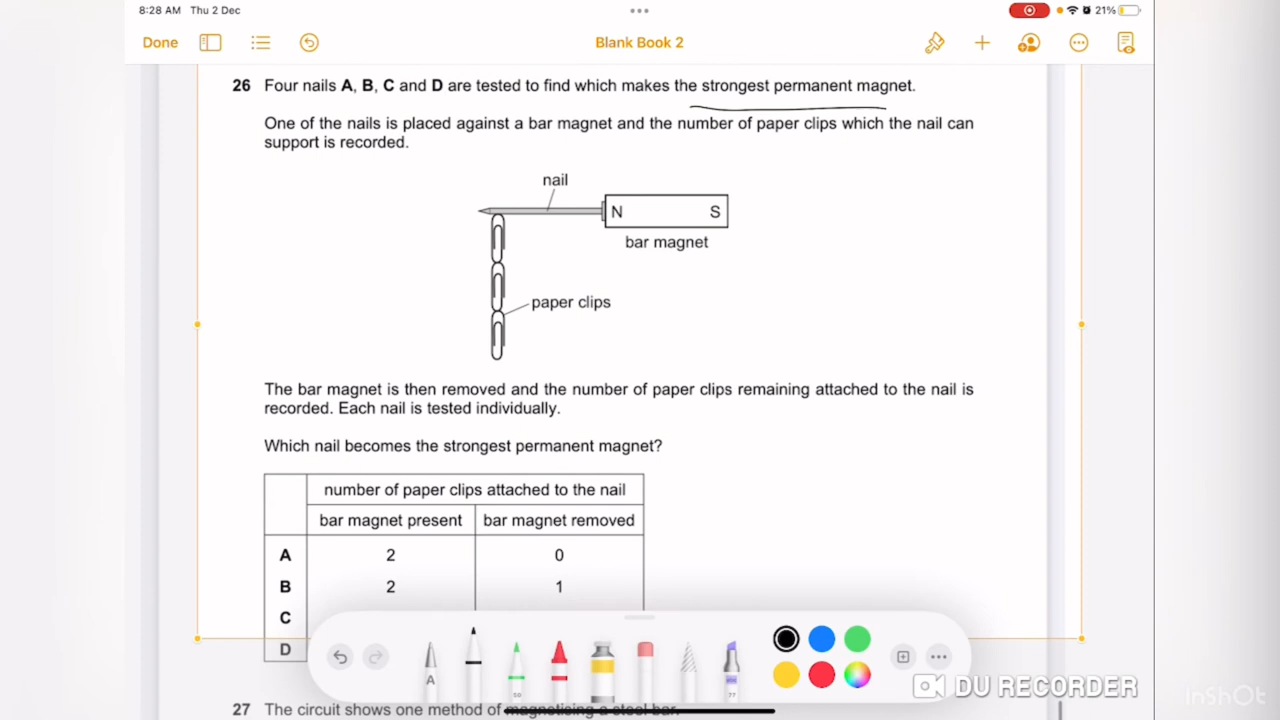 8:28 AM Thu 2 Dec
21%
Done
Blank Book 2
26 Four nails A, B, C and D are tested to find which makes the strongest permanent magnet.
One of the nails is placed against a bar magnet and the number of paper clips which the nail can
support is recorded.
nail
N S
bar magnet
paper clips
The bar magnet is then removed and the number of paper clips remaining attached to the nail is
recorded. Each nail is tested individually.
Which nail becomes the strongest permanent magnet?
number of paper clips attached to the nail
bar magnet present bar magnet removed
A 2 0
B 2 1
C
D
A
50
77
DU RECORDER
InShOt
27 The circuit shows one method of magnetising a steel bar.